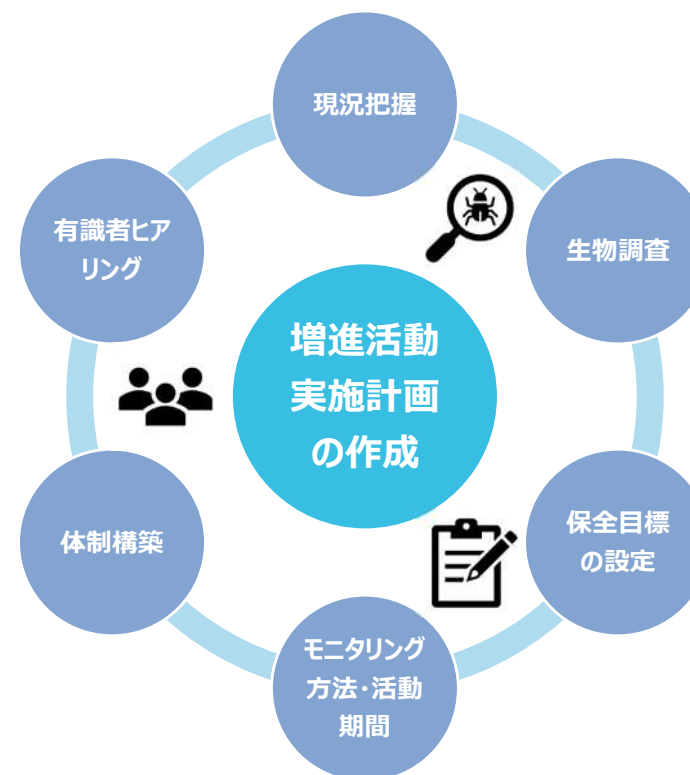 現況把握
生物調査
保全目標
の設定
モニタリング
方法・活動
期間
体制構築
有識者ヒア
リング
増進活動
実施計画
の作成